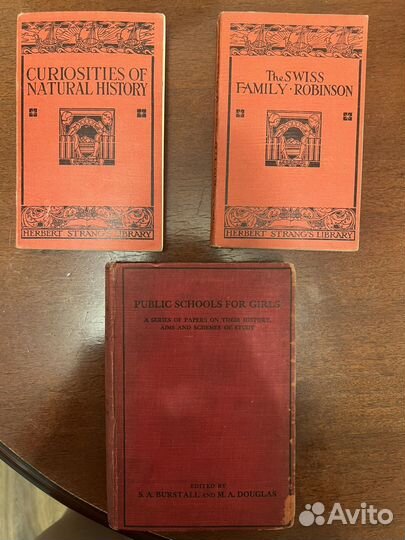 CURIOSITIES OF
NATURAL HISTORY
HERBERT STRANG'S LIBRARY
The SWISS
FAMILY · ROBINSON
HERBERT STRANG'S LIBRARY
PUBLIC SCHOOLS FOR GIRLS
A SERIES OF PAPERS ON THEIR HISTORY,
AIMS AND SCHEMES OF STUDY
EDITED BY
S. A. BURSTALL AND M. A. DOUGLAS
Avito